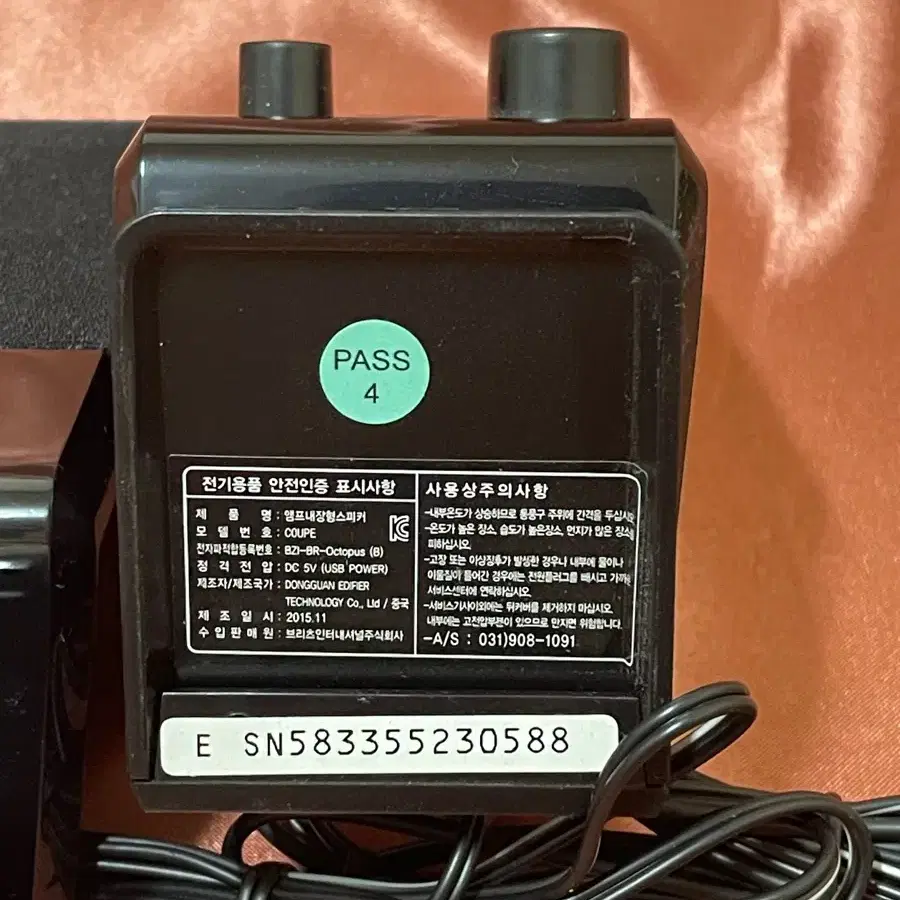 PASS
4
전기용품 안전인증 표시사항
제 품 명 : 앰프내장형스피커
모 델 번 호 : COUPE
전자파적합등록번호 : BZI-BR-Octopus (B)
정 격 전 압 : DC 5V (USB POWER)
제조자/제조국가 : DONGGUAN EDIFIER
TECHNOLOGY Co., Ltd / 중국
제 조 일 시 : 2015.11
수 입 판 매 원 : 브리츠인터내셔널주식회사
사용상주의사항
-내부온도가 상승하므로 통풍구 주위에 간격을 두십시오
-온도가 높은 장소, 습도가 높은장소, 먼지가 많은 장소
피하십시오.
-고장 또는 이상징후가 발생한 경우나 내부에 물이나
이물질이 들어간 경우에는 전원플러그를 빼시고 가까
서비스센터에 연락하십시오.
-서비스기사이외에는 뒤커버를 제거하지 마십시오.
내부에는 고전압부분이 있으므로 만지면 위험합니다.
-A/S : 031)908-1091
E SN583355230588